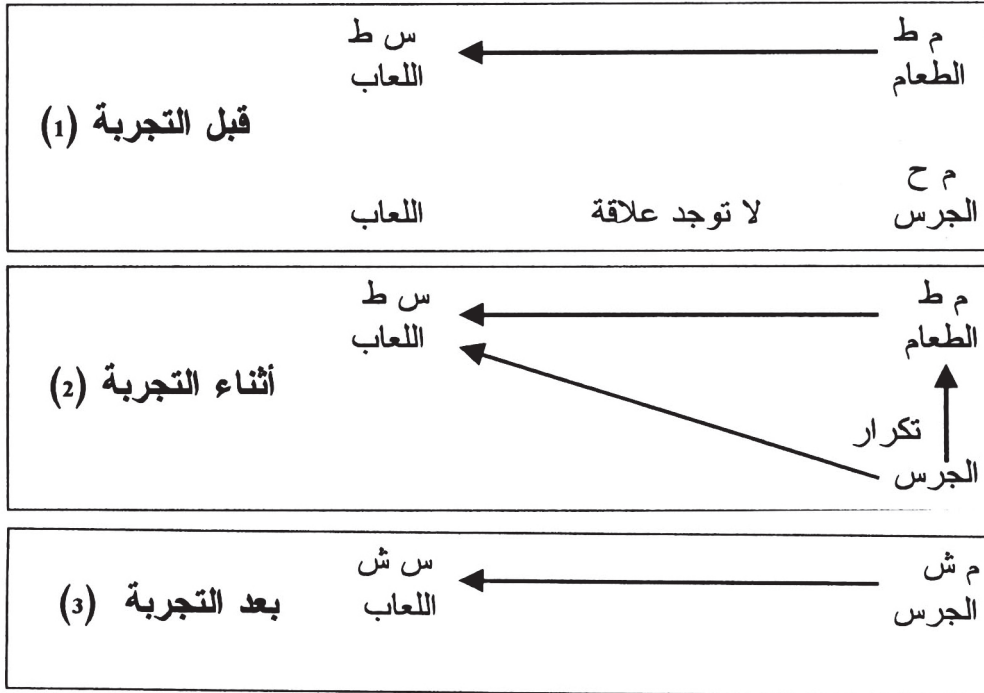 م ط س ط
الطعام اللعاب
قبل التجربة (1)
م ح
الجرس لا توجد علاقة اللعاب
م ط س ط
الطعام اللعاب
أثناء التجربة (2)
تكرار
الجرس
م ش س ش
الجرس اللعاب
بعد التجربة (3)